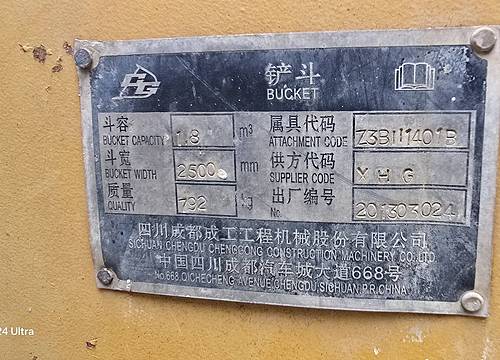 铲斗
BUCKET
斗容 1.8 m³ 属具代码 Z3BII1401B
BUCKET CAPACITY ATTACHMENT CODE
斗宽 2500 mm 供方代码 XHG
BUCKET WIDTH SUPPLIER CODE
质量 792 kg 出厂编号 201303024
QUALITY No.
四川成都成工工程机械股份有限公司
SICHUAN CHENGDU CHENGGONG CONSTRUCTION MACHINERY CO.,LTD.
中国四川成都汽车城大道668号
No.668,QICHECHENG AVENUE,CHENGDU,SICHUAN,P.R.CHINA
24 Ultra